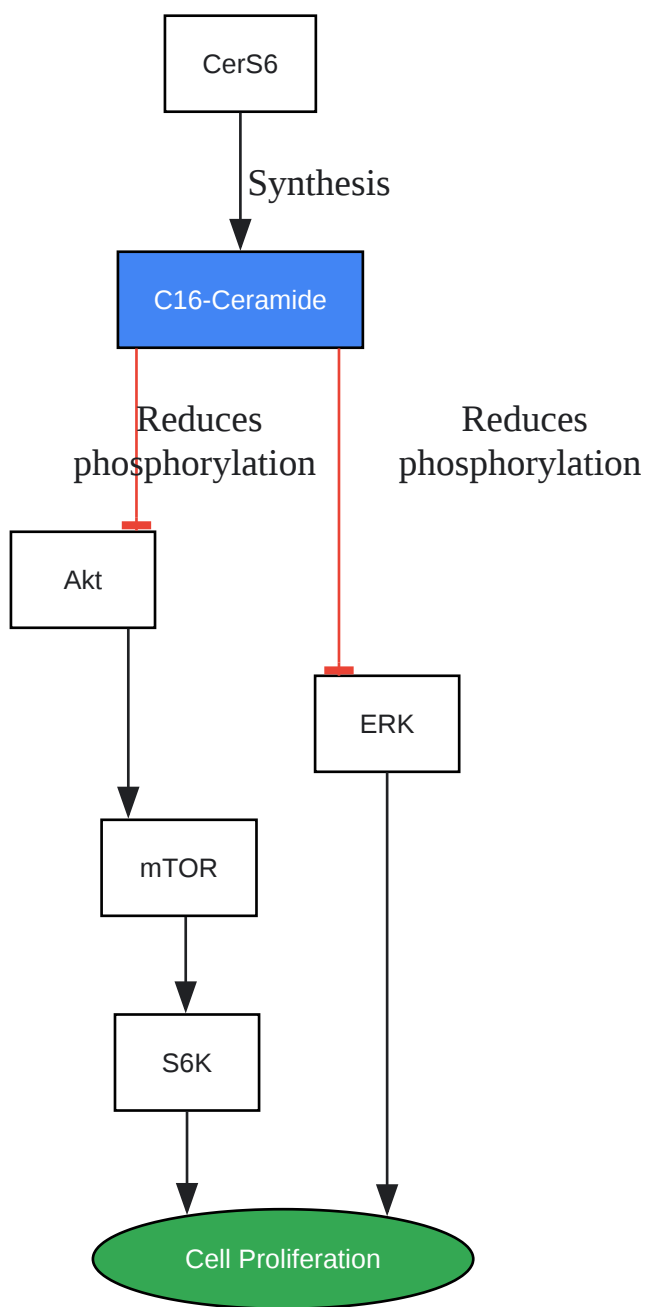 CerS6
Synthesis
C16-Ceramide
Reduces
phosphorylation
Reduces
phosphorylation
Akt
ERK
mTOR
S6K
Cell Proliferation